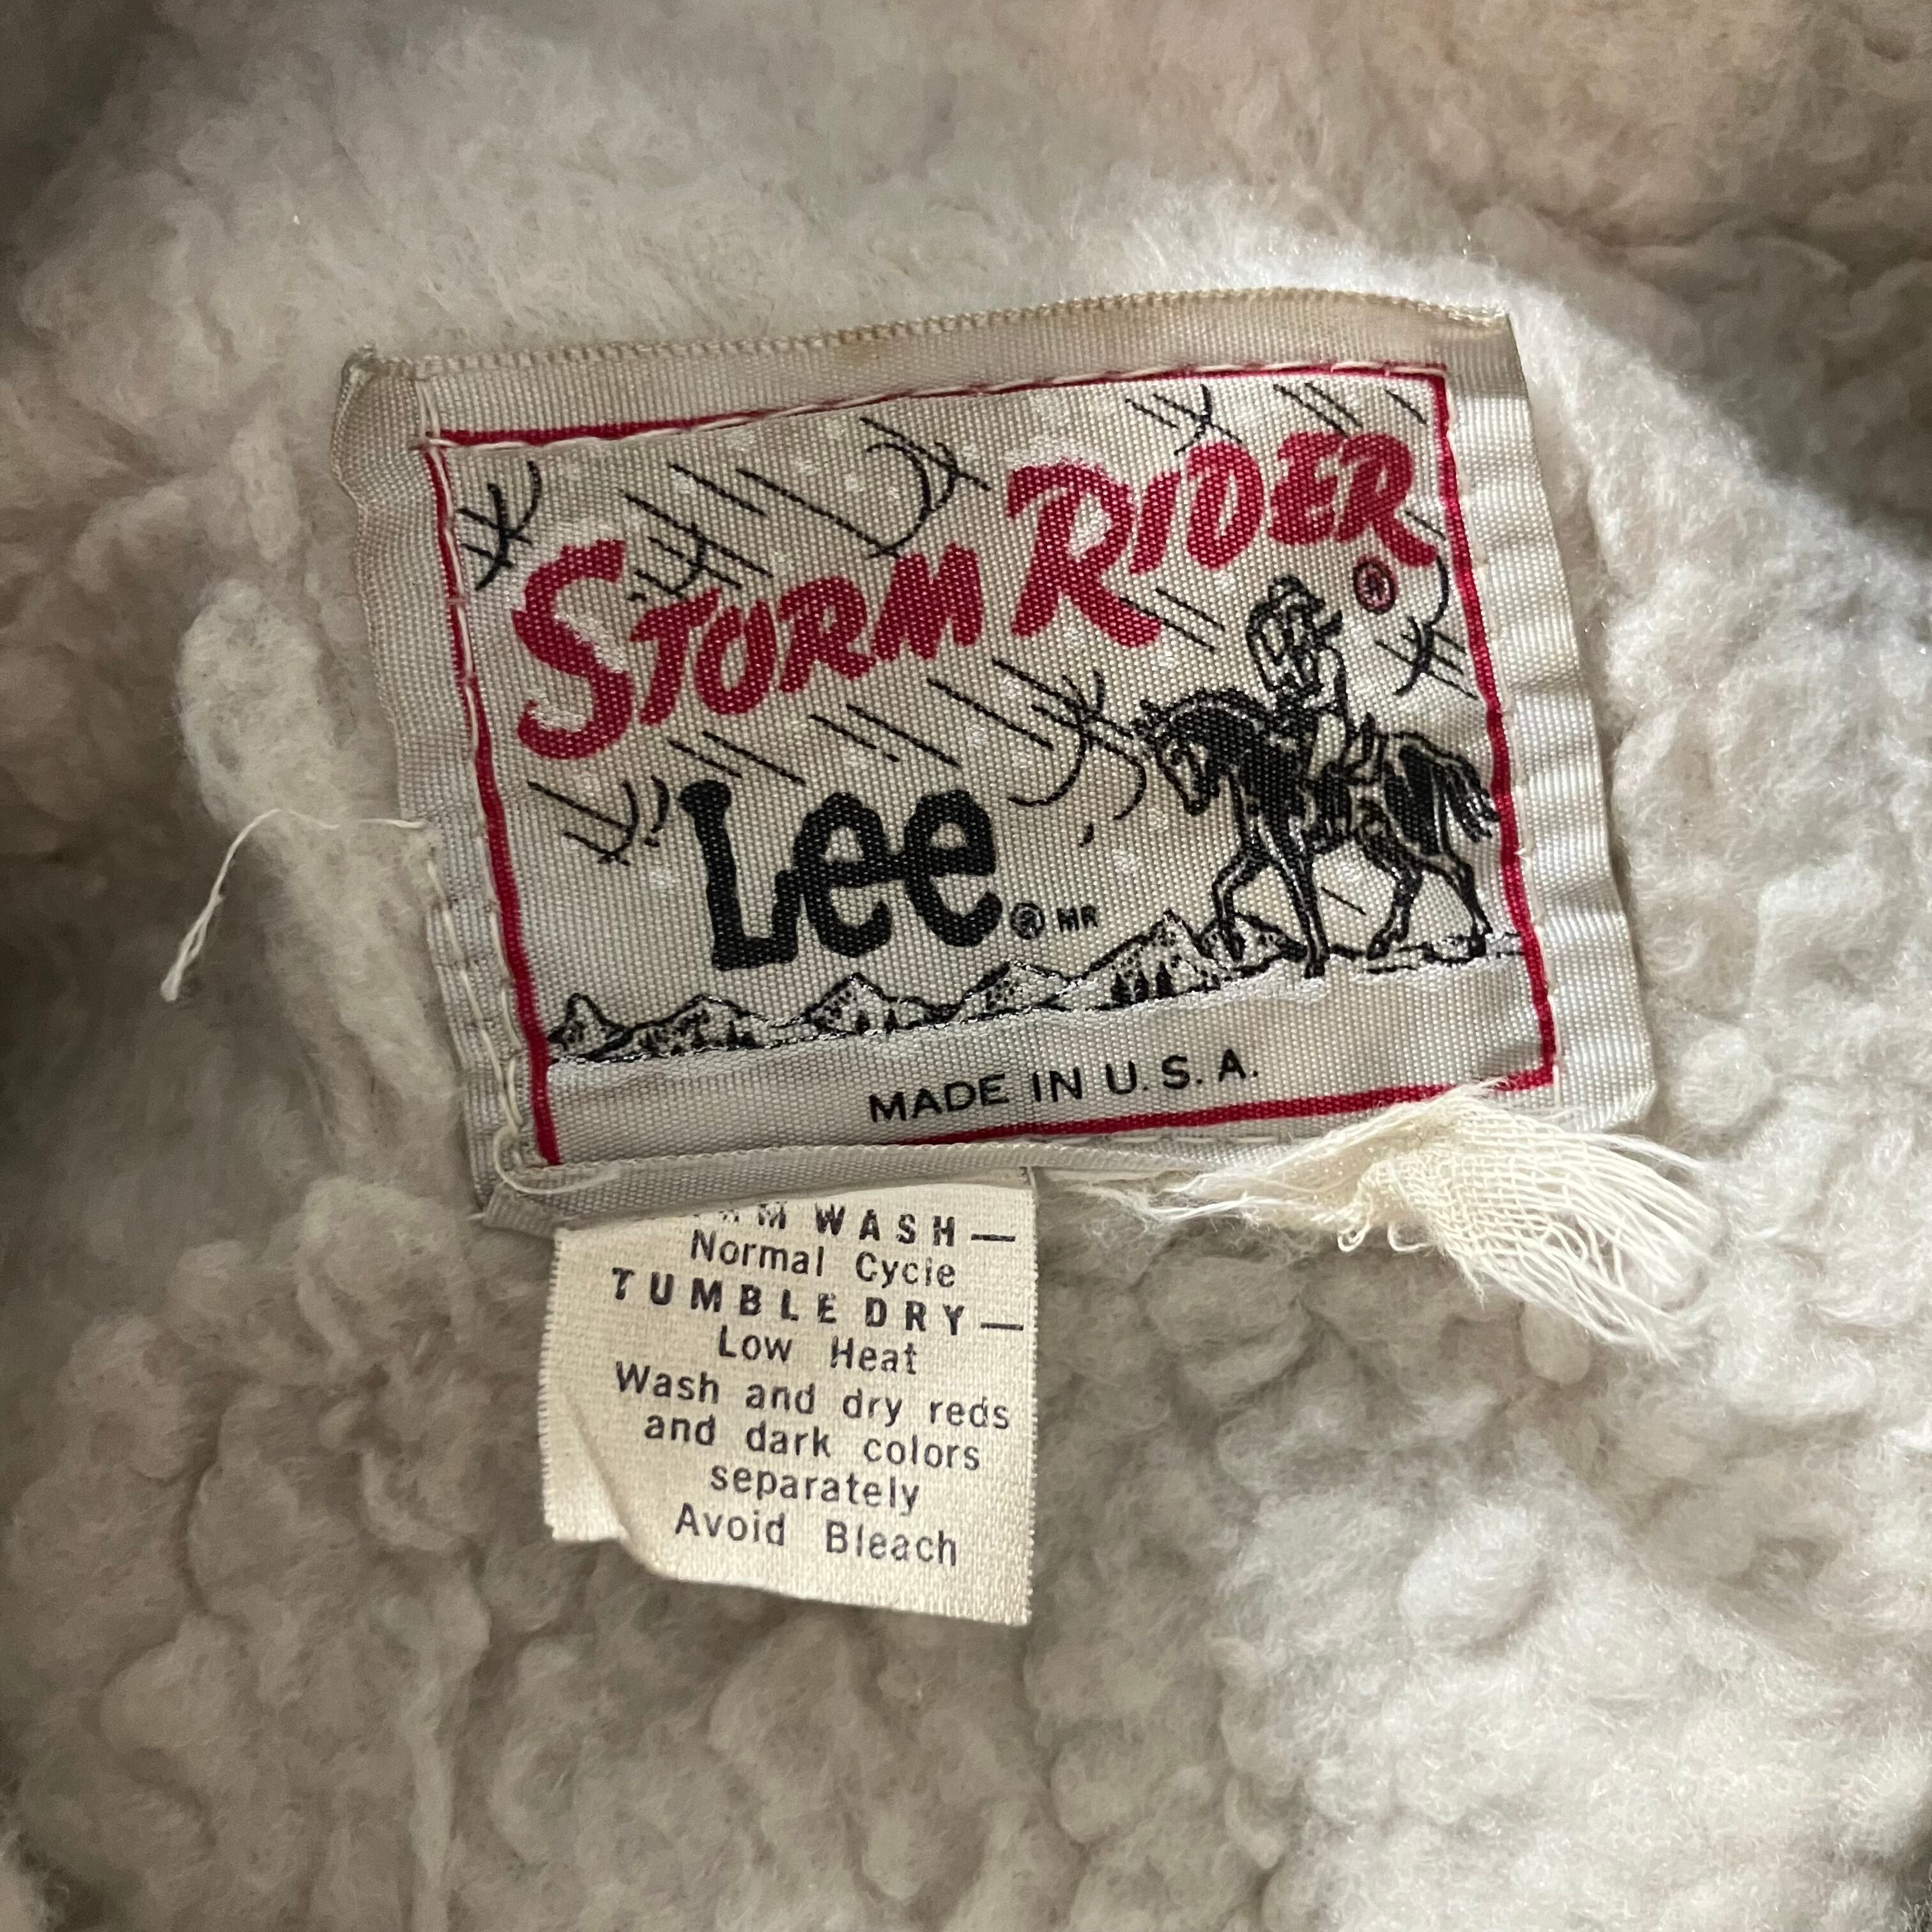 STORM RIDER ®
Lee ® MR
MADE IN U.S.A.
WASH—
Normal Cycle
TUMBLE DRY—
Low Heat
Wash and dry reds
and dark colors
separately
Avoid Bleach